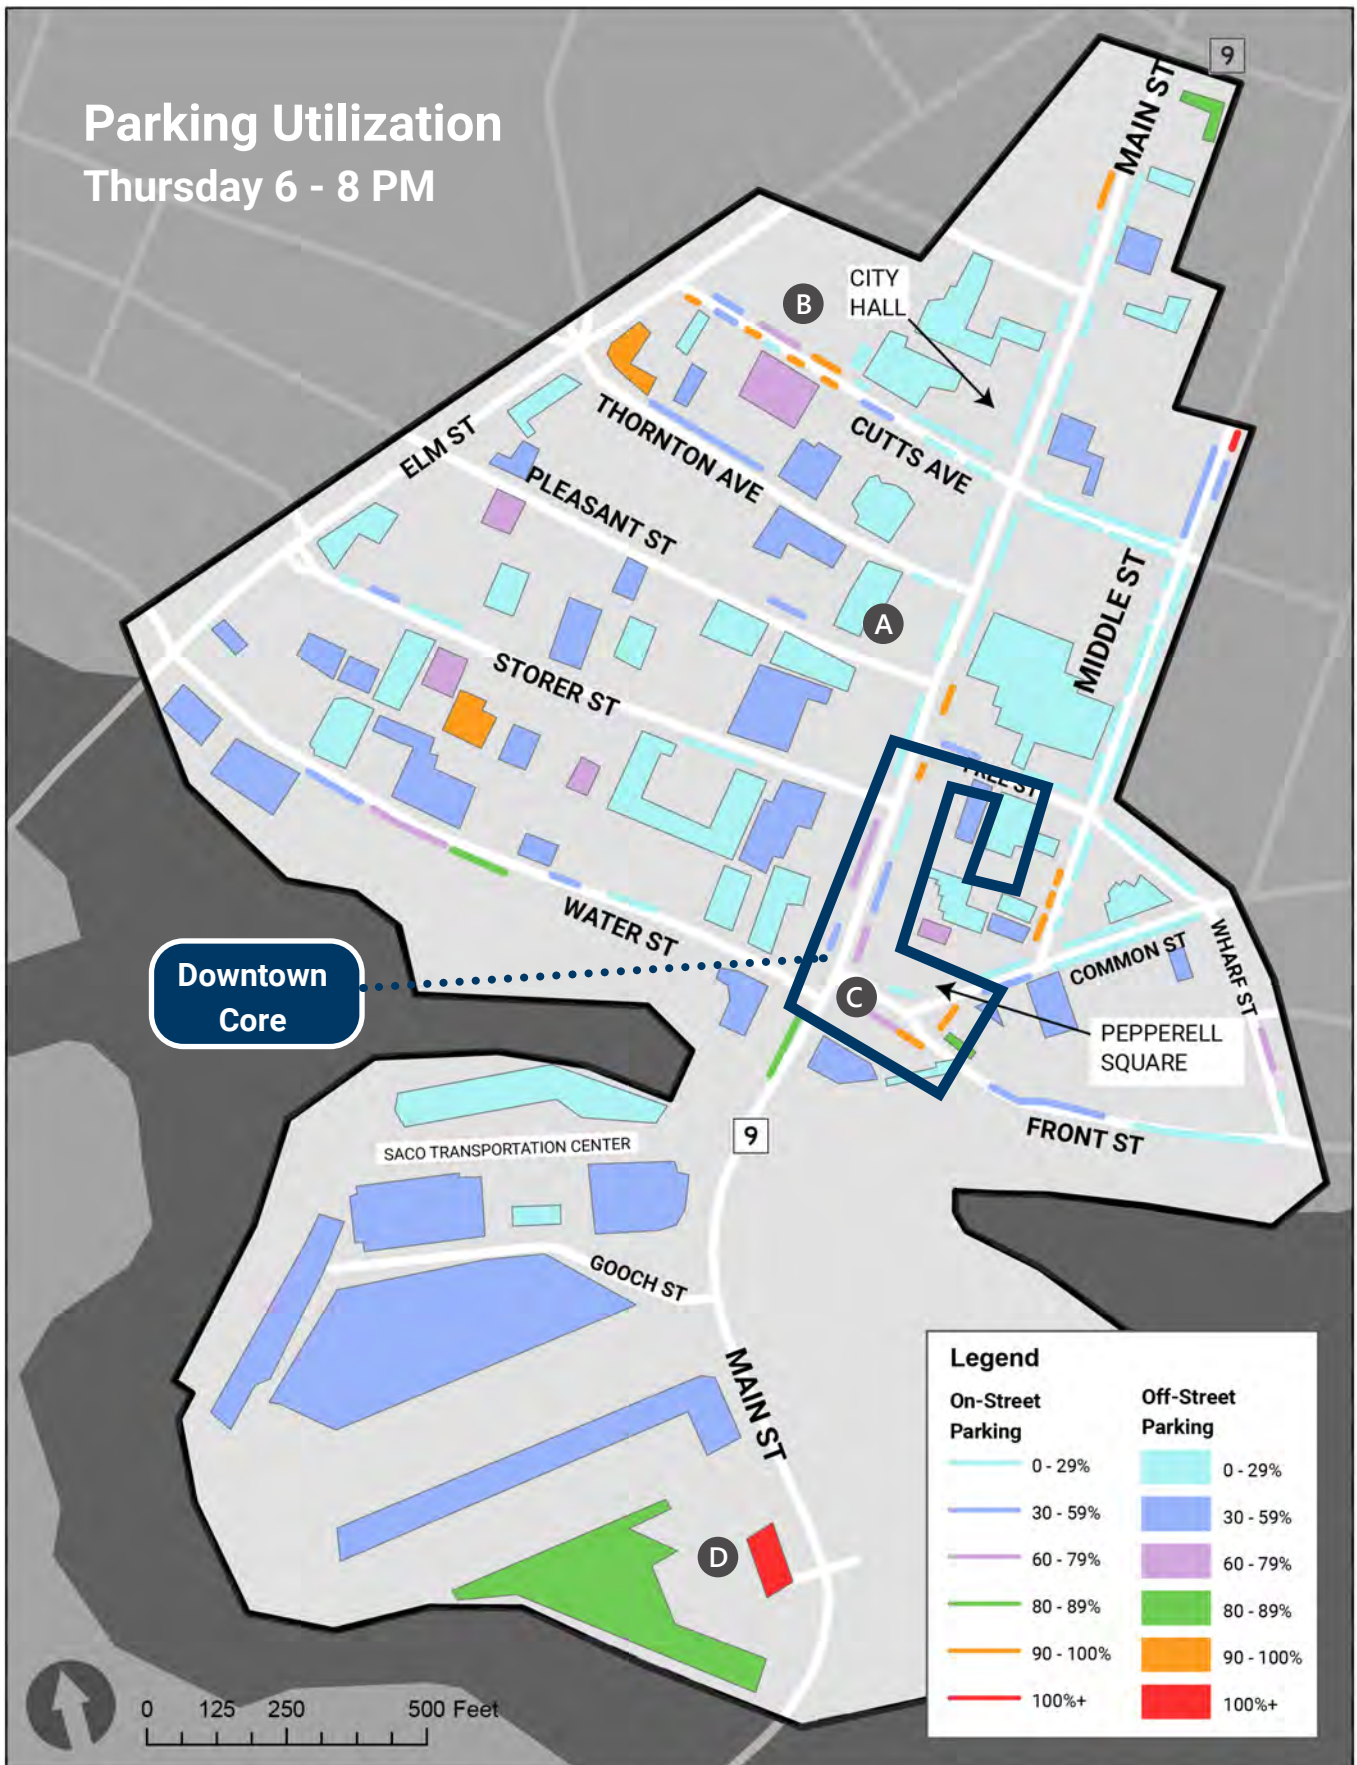 Parking Utilization
Thursday 6 - 8 PM
9
MAIN ST
B
CITY
HALL
ELM ST
THORNTON AVE
CUTTS AVE
PLEASANT ST
A
MIDDLE ST
STORER ST
FREE ST
WATER ST
COMMON ST
WHARF ST
Downtown
Core
C
PEPPERELL
SQUARE
FRONT ST
9
SACO TRANSPORTATION CENTER
GOOCH ST
MAIN ST
D
Legend
On-Street
Parking
0 - 29%
30 - 59%
60 - 79%
80 - 89%
90 - 100%
100%+
Off-Street
Parking
0 - 29%
30 - 59%
60 - 79%
80 - 89%
90 - 100%
100%+
0 125 250 500 Feet